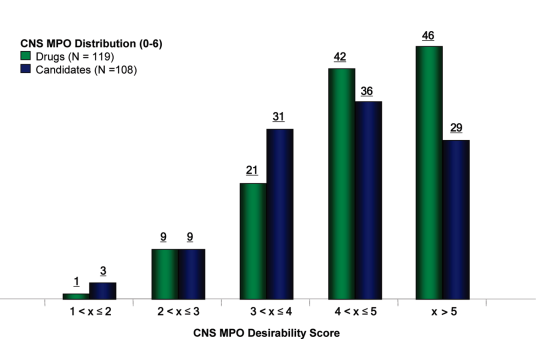 CNS MPO Distribution (0-6)
Drugs (N = 119)
Candidates (N =108)
46
42
36
31
29
21
9 9
3
1
1 < x ≤ 2 2 < x ≤ 3 3 < x ≤ 4 4 < x ≤ 5 x > 5
CNS MPO Desirability Score